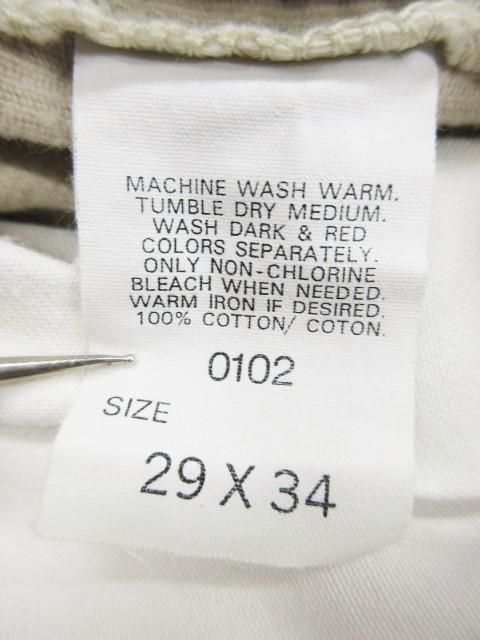 MACHINE WASH WARM.
TUMBLE DRY MEDIUM.
WASH DARK & RED
COLORS SEPARATELY.
ONLY NON-CHLORINE
BLEACH WHEN NEEDED.
WARM IRON IF DESIRED.
100% COTTON/ COTON.
0102
SIZE
29 X 34